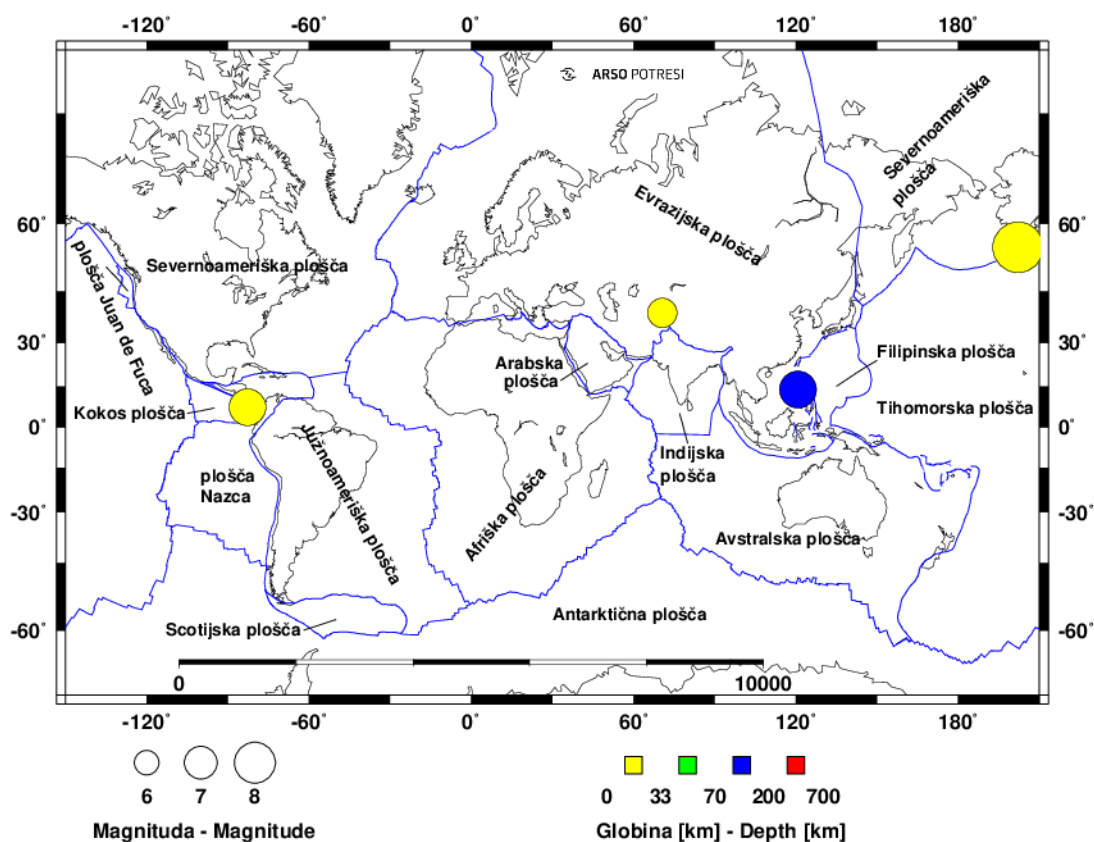 -120° -60° 0° 60° 120° 180°
ARSO POTRESI
Severnoameriška
plošča
Evrazijska plošča
60° 60°
Severnoameriška plošča
plošča Juan de Fuca
30° 30°
Arabska
plošča
Filipinska plošča
Kokos plošča
Tihomorska plošča
0° 0°
Južnoameriška plošča
Indijska
plošča
plošča
Nazca
Afriška plošča
-30° -30°
Avstralska plošča
Antarktična plošča
Scotijska plošča
-60° -60°
0 10000
-120° -60° 0° 60° 120° 180°
6 7 8
0 33 70 200 700
Magnituda - Magnitude
Globina [km] - Depth [km]